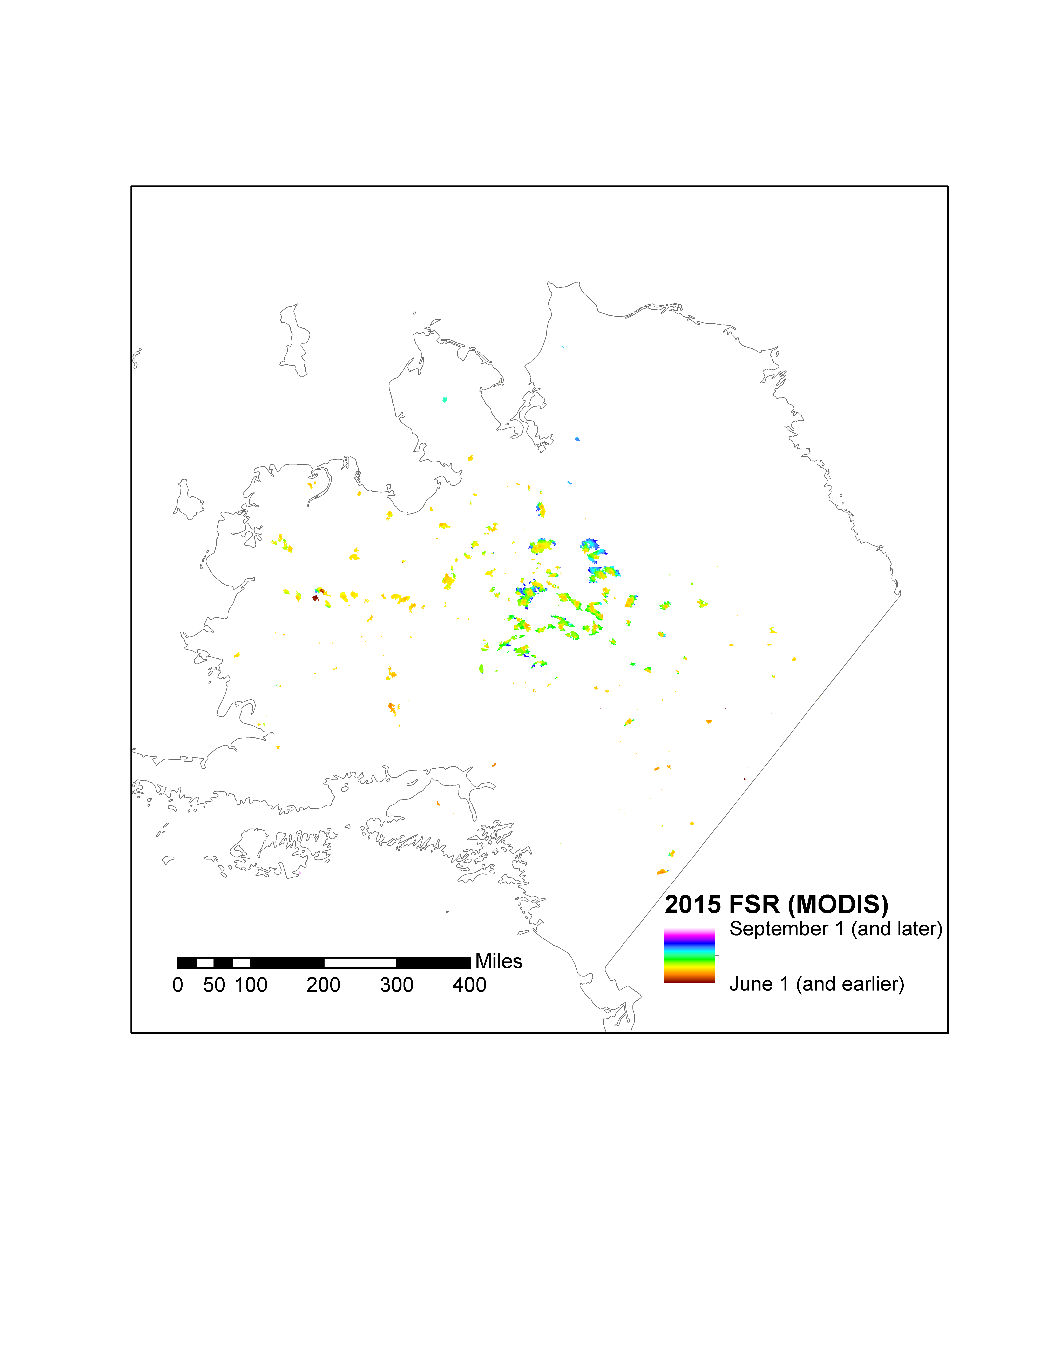 2015 FSR (MODIS)
September 1 (and later)
June 1 (and earlier)
Miles
0 50 100 200 300 400